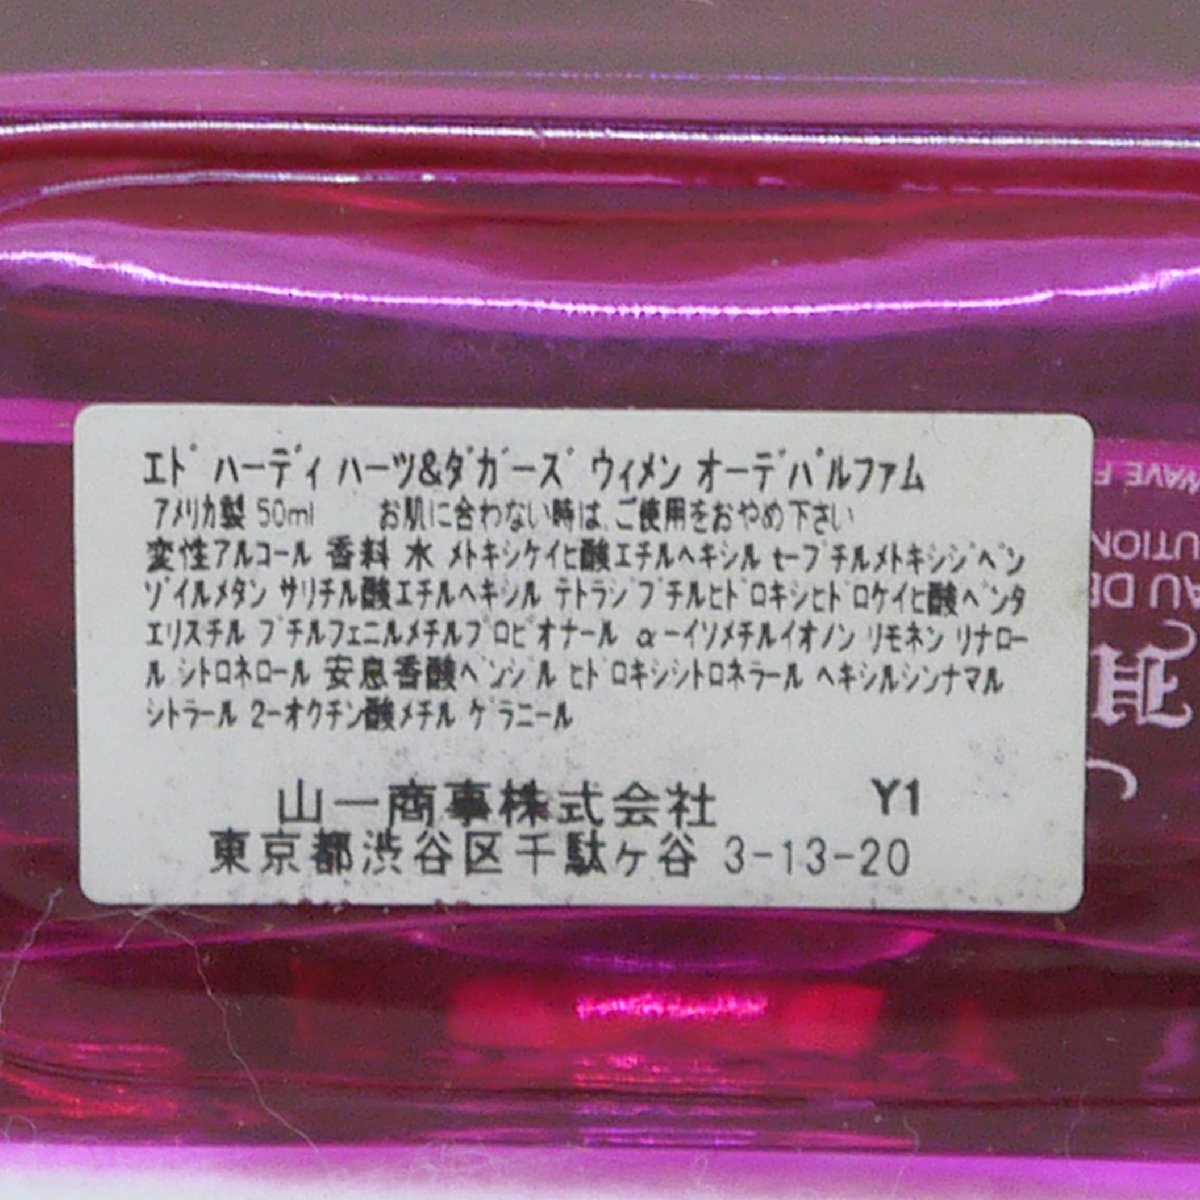 エド ハーディ ハーツ&ダガーズ ウィメン オーデパルファム
アメリカ製 50ml お肌に合わない時は、ご使用をおやめ下さい
変性アルコール 香料 水 メトキシケイヒ酸エチルヘキシル t-ブチルメトキシジベン
ゾイルメタン サリチル酸エチルヘキシル テトラジブチルヒドロキシヒドロケイヒ酸ペンタ
エリスチル ブチルフェニルメチルプロピオナール α-イソメチルイオノン リモネン リナロー
ル シトロネロール 安息香酸ベンジル ヒドロキシシトロネラール ヘキシルシンナマル
シトラール 2-オクチン酸メチル ゲラニール
山一商事株式会社 Y1
東京都渋谷区千駄ヶ谷 3-13-20
AU DE